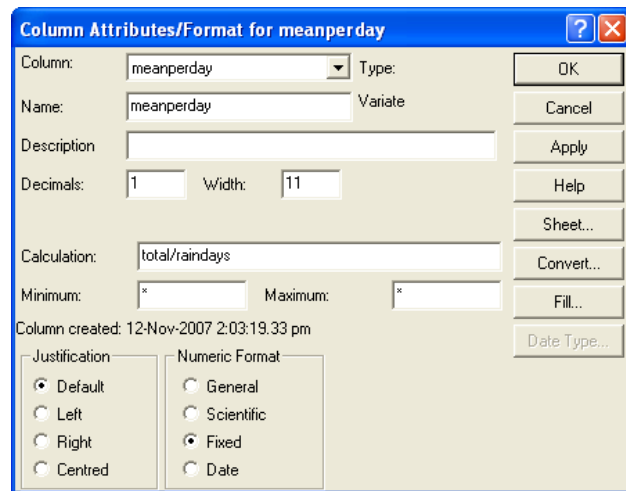 Column Attributes/Format for meanperday
Column: meanperday Type: OK
Name: meanperday Variate Cancel
Description Apply
Decimals: 1 Width: 11 Help
Sheet...
Calculation: total/raindays Convert...
Minimum: * Maximum: * Fill...
Column created: 12-Nov-2007 2:03:19.33 pm
Date Type...
Justification Numeric Format
Default General
Left Scientific
Right Fixed
Centred Date